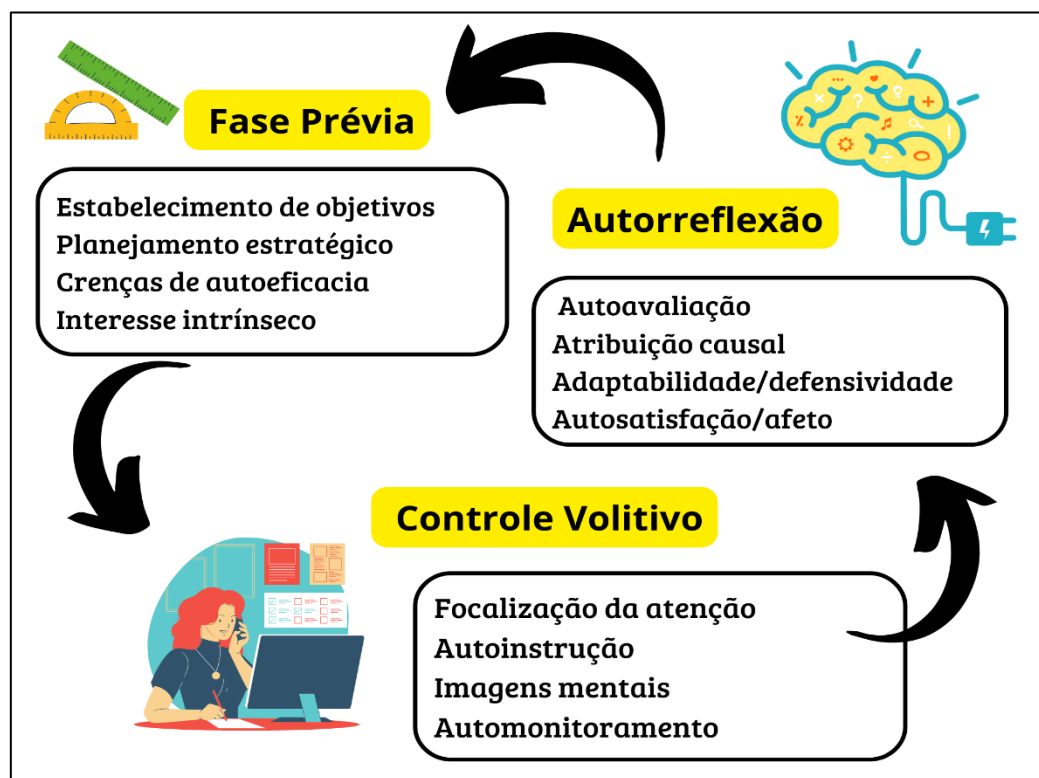 Fase Prévia
Estabelecimento de objetivos
Planejamento estratégico
Crenças de autoeficacia
Interesse intrínseco
Autorreflexão
Autoavaliação
Atribuição causal
Adaptabilidade/defensividade
Autosatisfação/afeto
Controle Volitivo
Focalização da atenção
Autoinstrução
Imagens mentais
Automonitoramento